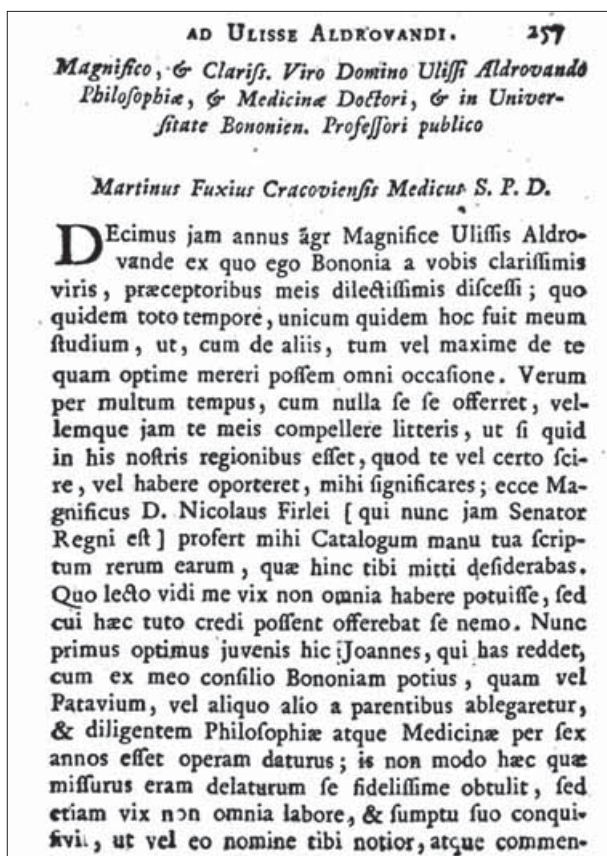 AD ULISSE ALDROVANDI. 257
Magnifico, & Clariſs. Viro Domino Uliſſi Aldrovando
Philoſophiæ, & Medicinæ Doctori, & in Univer-
ſitate Bononien. Profeſſori publico
Martinus Fuxius Cracovienſis Medicus S. P. D.
DEcimus jam annus ãgr Magnifice Uliſſis Aldro-
vande ex quo ego Bononia a vobis clariſſimis
viris, præceptoribus meis dilectiſſimis diſceſſi; quo
quidem toto tempore, unicum quidem hoc fuit meum
ſtudium, ut, cum de aliis, tum vel maxime de te
quam optime mereri poſſem omni occaſione. Verum
per multum tempus, cum nulla ſe ſe offerret, vel-
lemque jam te meis compellere litteris, ut ſi quid
in his noſtris regionibus eſſet, quod te vel certo ſci-
re, vel habere oporteret, mihi ſignificares; ecce Ma-
gnificus D. Nicolaus Firlei [ qui nunc jam Senator
Regni eſt ] profert mihi Catalogum manu tua ſcrip-
tum rerum earum, quæ hinc tibi mitti deſiderabas.
Quo lecto vidi me vix non omnia habere potuiſſe, ſed
cui hæc tuto credi poſſent offerebat ſe nemo. Nunc
primus optimus juvenis hic Joannes, qui has reddet,
cum ex meo conſilio Bononiam potius, quam vel
Patavium, vel aliquo alio a parentibus ablegaretur,
& diligentem Philoſophiæ atque Medicinæ per ſex
annos eſſet operam daturus; is non modo hæc quæ
miſſurus eram delaturum ſe fideliſſime obtulit, ſed
etiam vix non omnia labore, & ſumptu ſuo conqui-
ſivit, ut vel eo nomine tibi notior, atque commen-